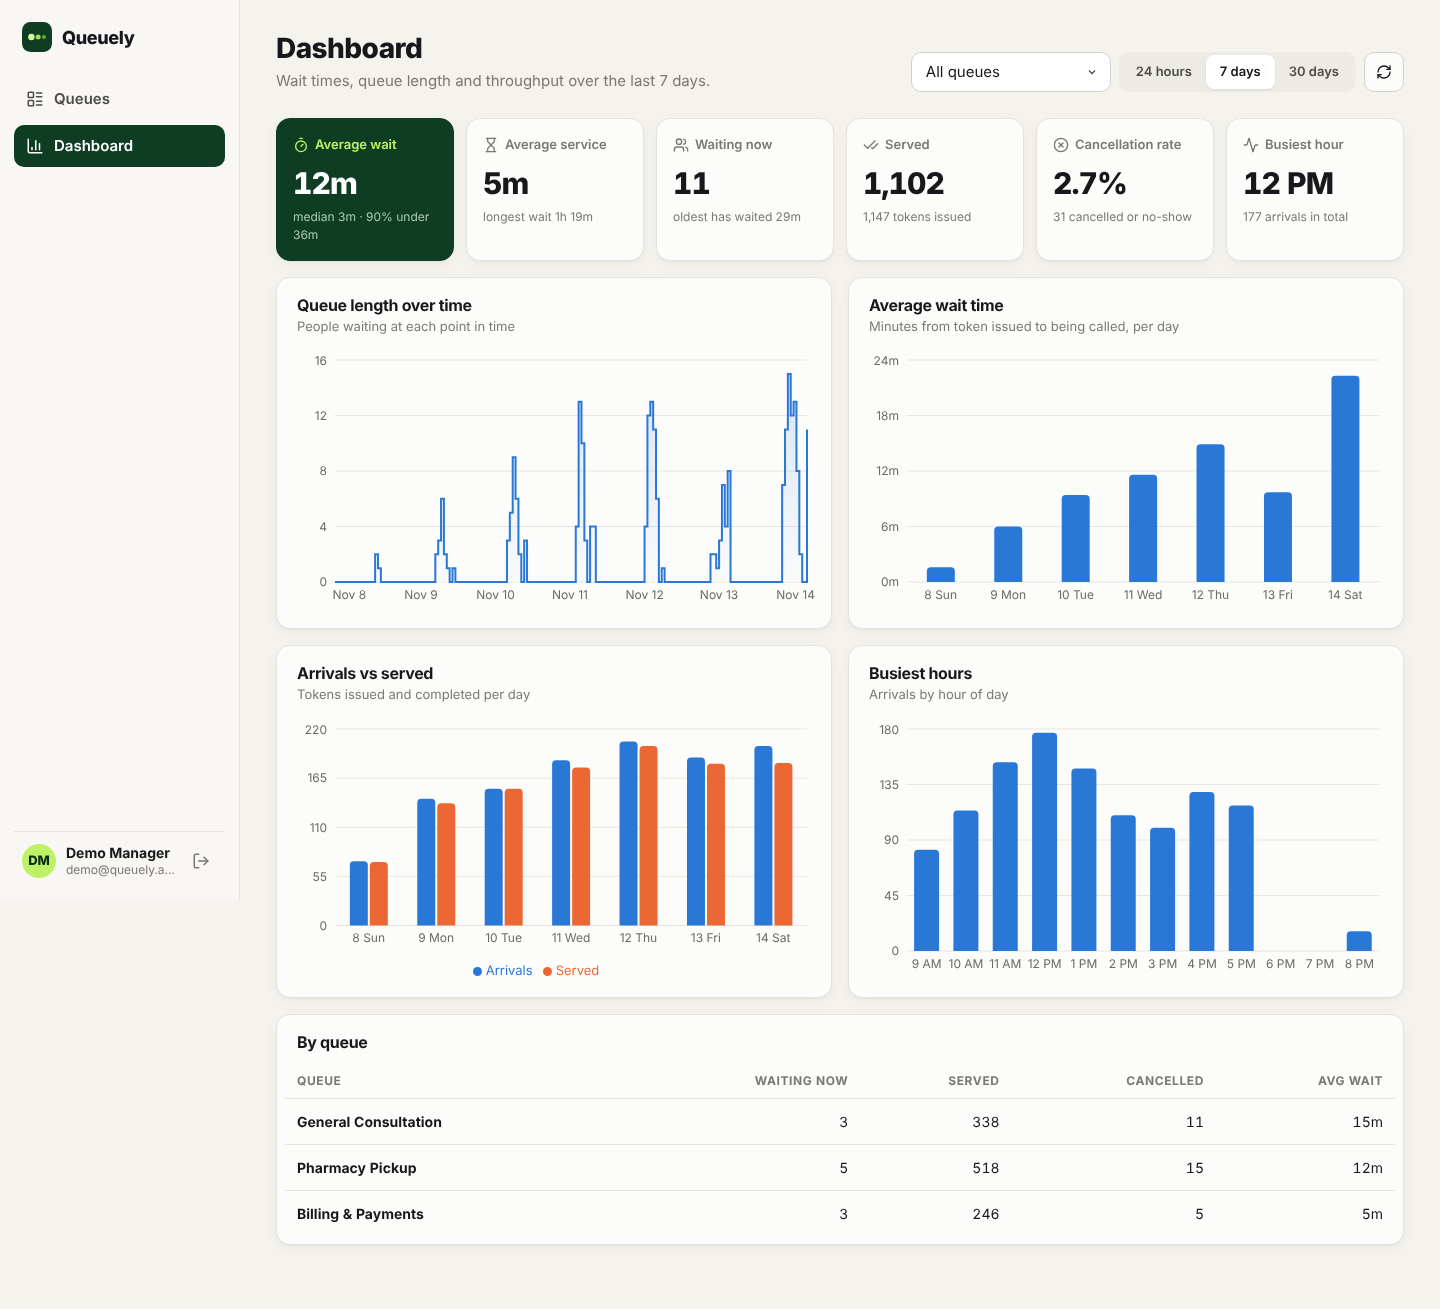 Queuely
Queues
Dashboard
Demo Manager
DM
demo@queuely.a...
Dashboard
Wait times, queue length and throughput over the last 7 days.
All queues
24 hours
7 days
30 days
Average wait
12m
median 3m · 90% under
36m
Average service
5m
longest wait 1h 19m
Waiting now
11
oldest has waited 29m
Served
1,102
1,147 tokens issued
Cancellation rate
2.7%
31 cancelled or no-show
Busiest hour
12 PM
177 arrivals in total
Queue length over time
People waiting at each point in time
16
12
8
4
0
Nov 8 Nov 9 Nov 10 Nov 11 Nov 12 Nov 13 Nov 14
Average wait time
Minutes from token issued to being called, per day
24m
18m
12m
6m
0m
8 Sun 9 Mon 10 Tue 11 Wed 12 Thu 13 Fri 14 Sat
Arrivals vs served
Tokens issued and completed per day
220
165
110
55
0
8 Sun 9 Mon 10 Tue 11 Wed 12 Thu 13 Fri 14 Sat
Arrivals Served
Busiest hours
Arrivals by hour of day
180
135
90
45
0
9 AM 10 AM 11 AM 12 PM 1 PM 2 PM 3 PM 4 PM 5 PM 6 PM 7 PM 8 PM
By queue
QUEUE WAITING NOW SERVED CANCELLED AVG WAIT
General Consultation 3 338 11 15m
Pharmacy Pickup 5 518 15 12m
Billing & Payments 3 246 5 5m